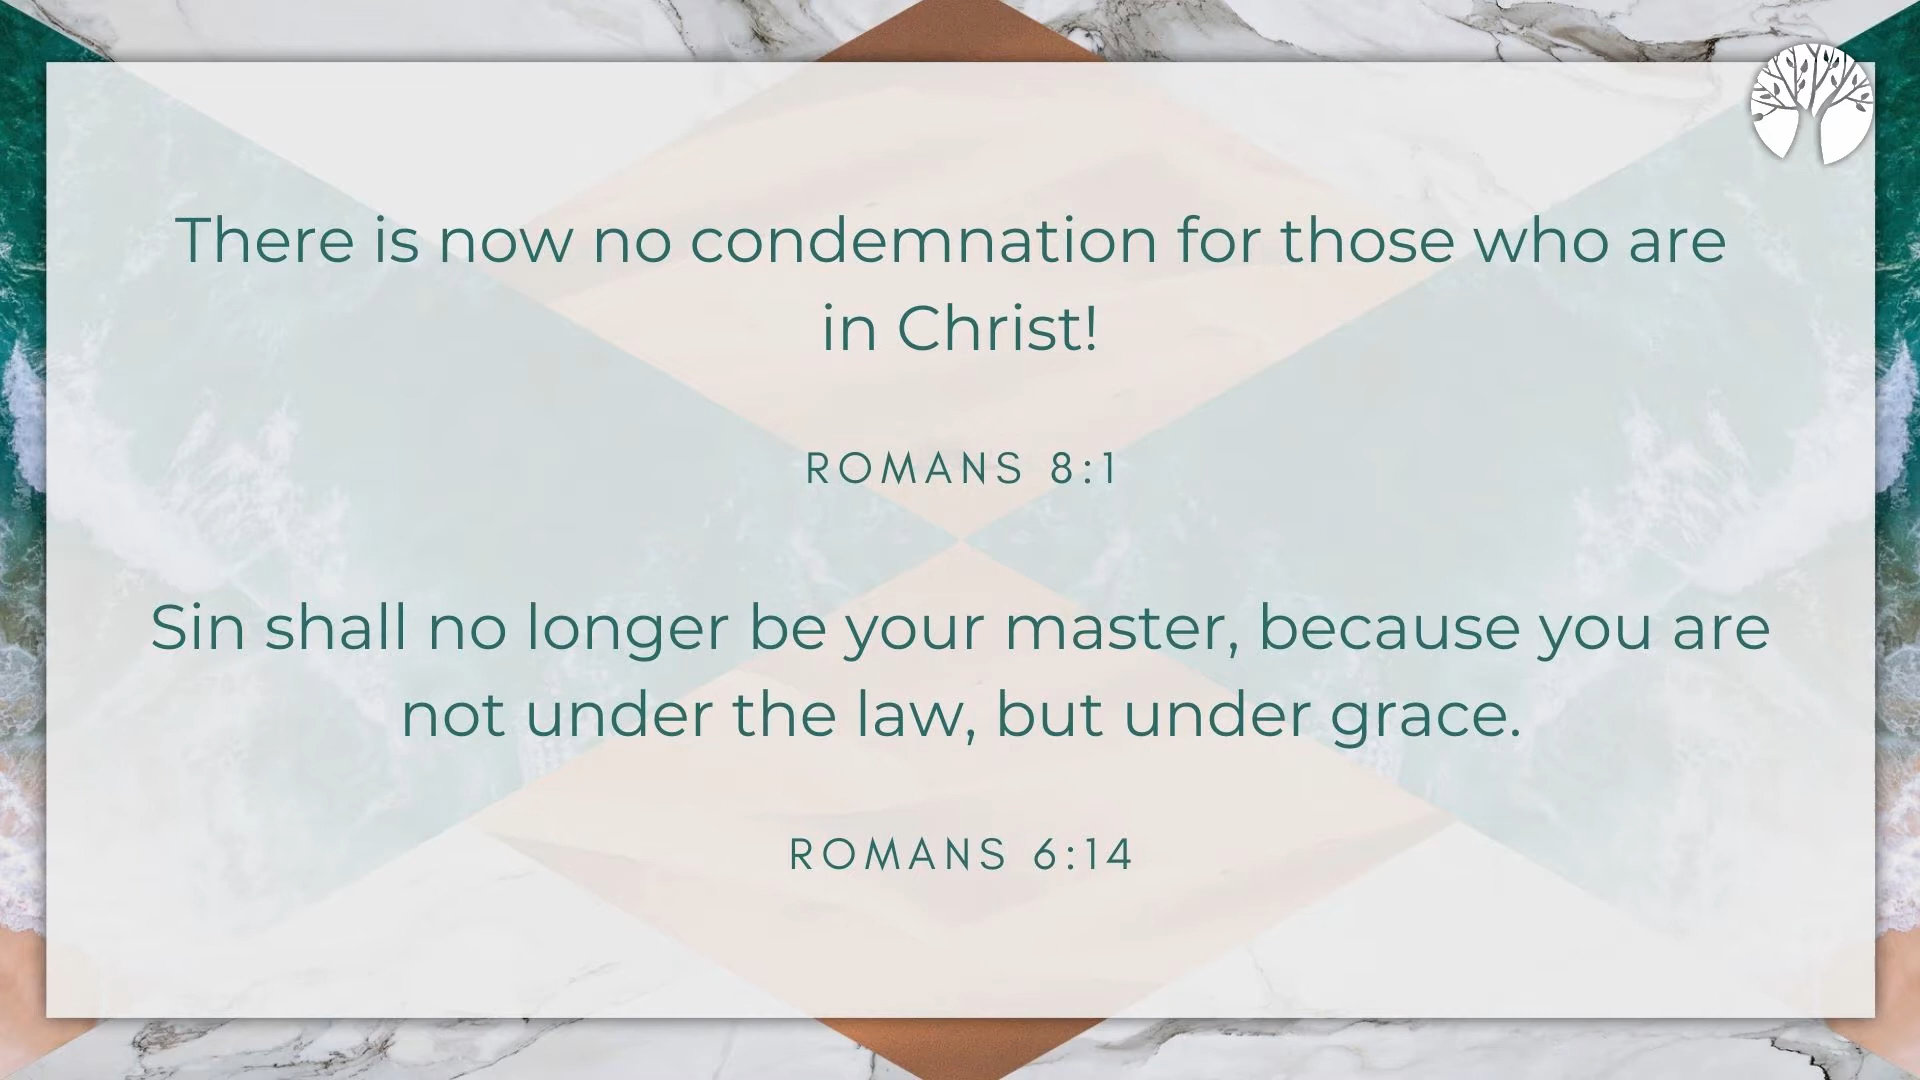 There is now no condemnation for those who are
in Christ!
ROMANS 8:1
Sin shall no longer be your master, because you are
not under the law, but under grace.
ROMANS 6:14